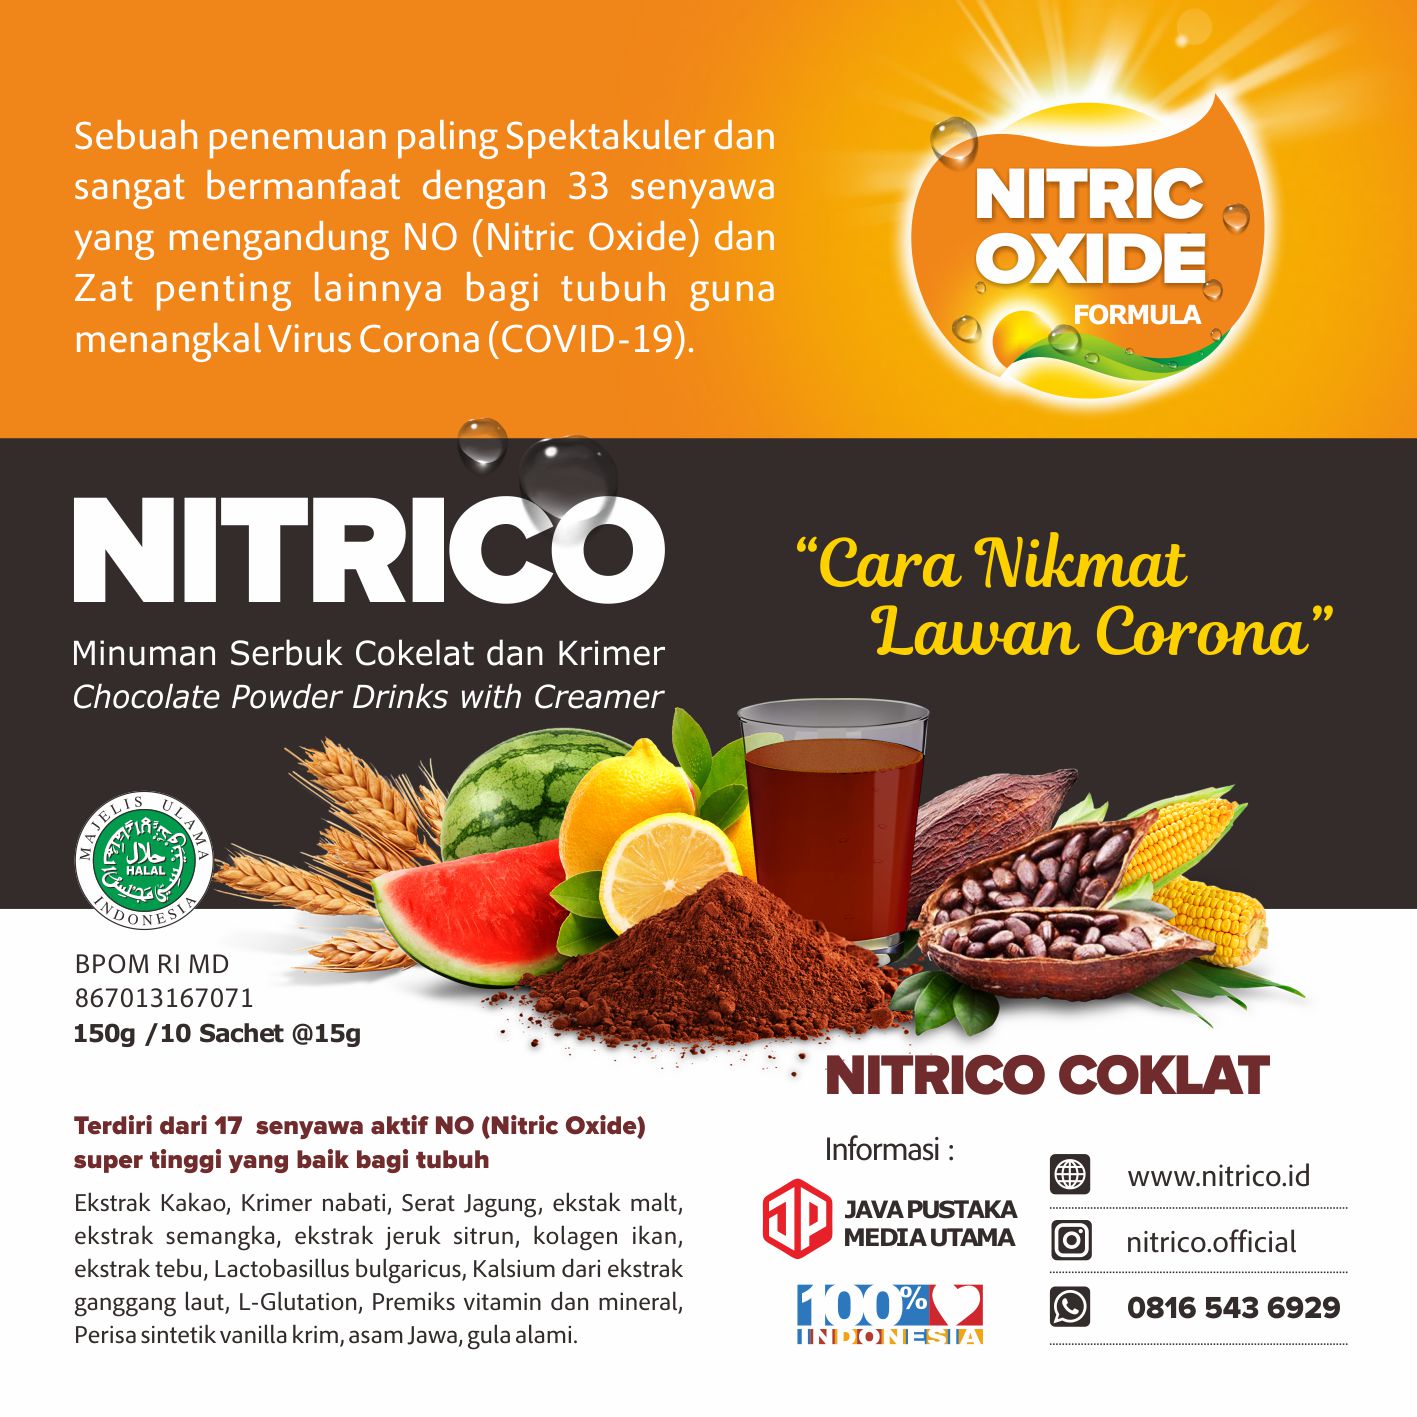 Sebuah penemuan paling Spektakuler dan
sangat bermanfaat dengan 33 senyawa
yang mengandung NO (Nitric Oxide) dan
Zat penting lainnya bagi tubuh guna
menangkal Virus Corona (COVID-19).
NITRIC
OXIDE
FORMULA
NITRICO
Minuman Serbuk Cokelat dan Krimer
Chocolate Powder Drinks with Creamer
“Cara Nikmat
Lawan Corona”
MAJELIS ULAMA
حلال
HALAL
INDONESIA
BPOM RI MD
867013167071
150g /10 Sachet @15g
NITRICO COKLAT
Terdiri dari 17 senyawa aktif NO (Nitric Oxide)
super tinggi yang baik bagi tubuh
Ekstrak Kakao, Krimer nabati, Serat Jagung, ekstak malt,
ekstrak semangka, ekstrak jeruk sitrun, kolagen ikan,
ekstrak tebu, Lactobasillus bulgaricus, Kalsium dari ekstrak
ganggang laut, L-Glutation, Premiks vitamin dan mineral,
Perisa sintetik vanilla krim, asam Jawa, gula alami.
Informasi :
JAVA PUSTAKA
MEDIA UTAMA
100%
INDONESIA
www.nitrico.id
nitrico.official
0816 543 6929